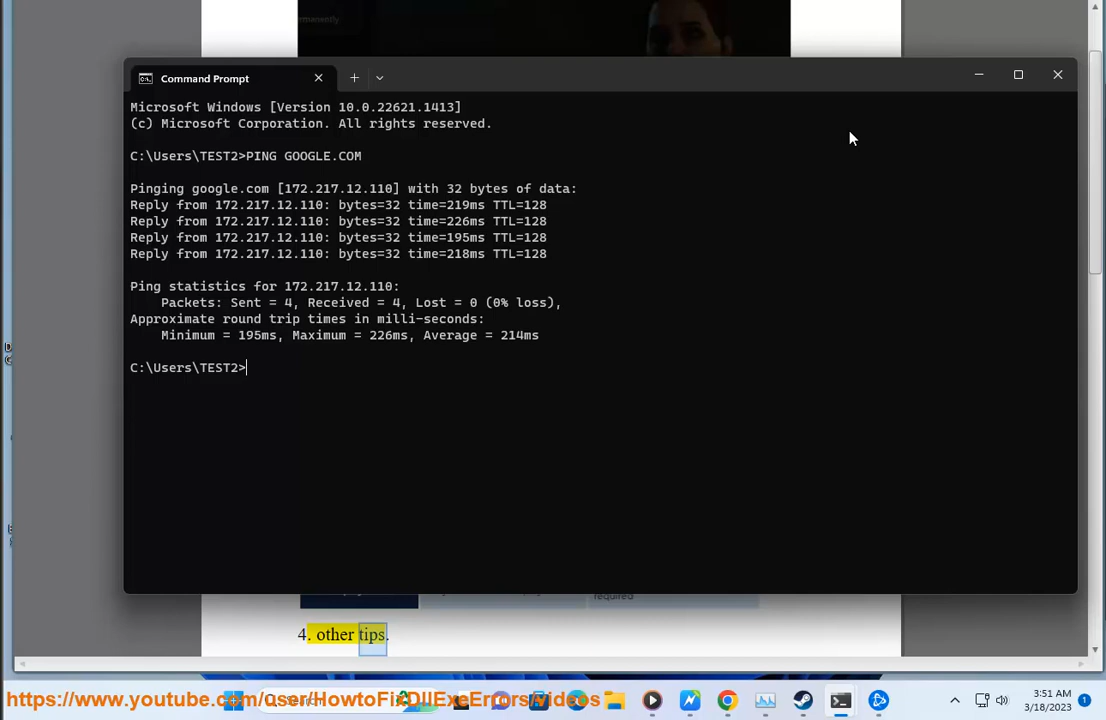 permanently
Command Prompt
Microsoft Windows [Version 10.0.22621.1413]
(c) Microsoft Corporation. All rights reserved.
C:\Users\TEST2>PING GOOGLE.COM
Pinging google.com [172.217.12.110] with 32 bytes of data:
Reply from 172.217.12.110: bytes=32 time=219ms TTL=128
Reply from 172.217.12.110: bytes=32 time=226ms TTL=128
Reply from 172.217.12.110: bytes=32 time=195ms TTL=128
Reply from 172.217.12.110: bytes=32 time=218ms TTL=128
Ping statistics for 172.217.12.110:
Packets: Sent = 4, Received = 4, Lost = 0 (0% loss),
Approximate round trip times in milli-seconds:
Minimum = 195ms, Maximum = 226ms, Average = 214ms
C:\Users\TEST2>
required
4. other tips.
https://www.youtube.com/user/HowtoFixDllExeErrors/videos
3:51 AM
3/18/2023
1